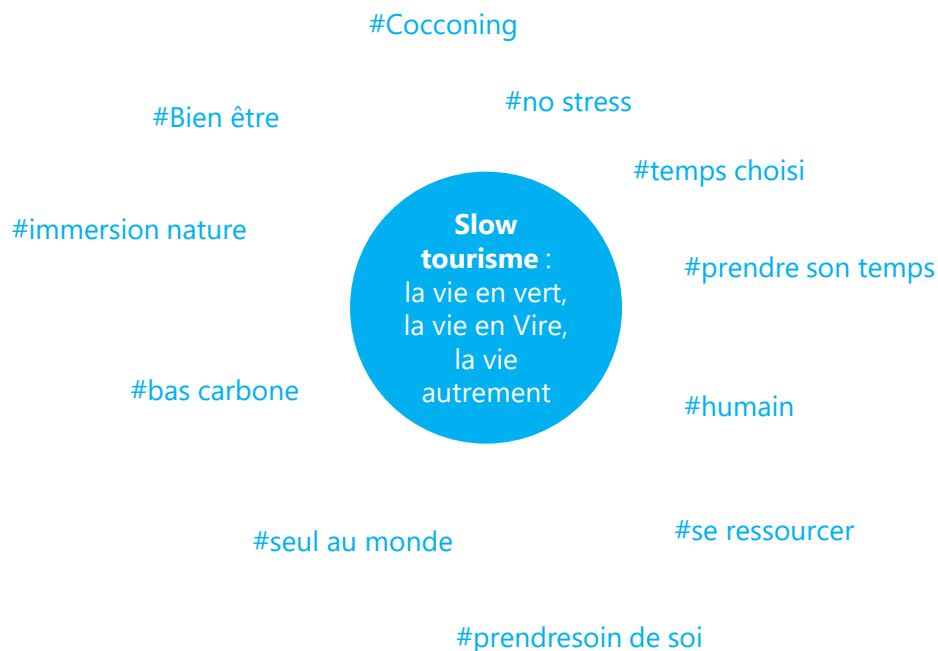 #Cocconing
#no stress
#Bien être
#temps choisi
#immersion nature
Slow
tourisme :
la vie en vert,
la vie en Vire,
la vie
autrement
#prendre son temps
#bas carbone
#humain
#seul au monde
#se ressourcer
#prendresoin de soi